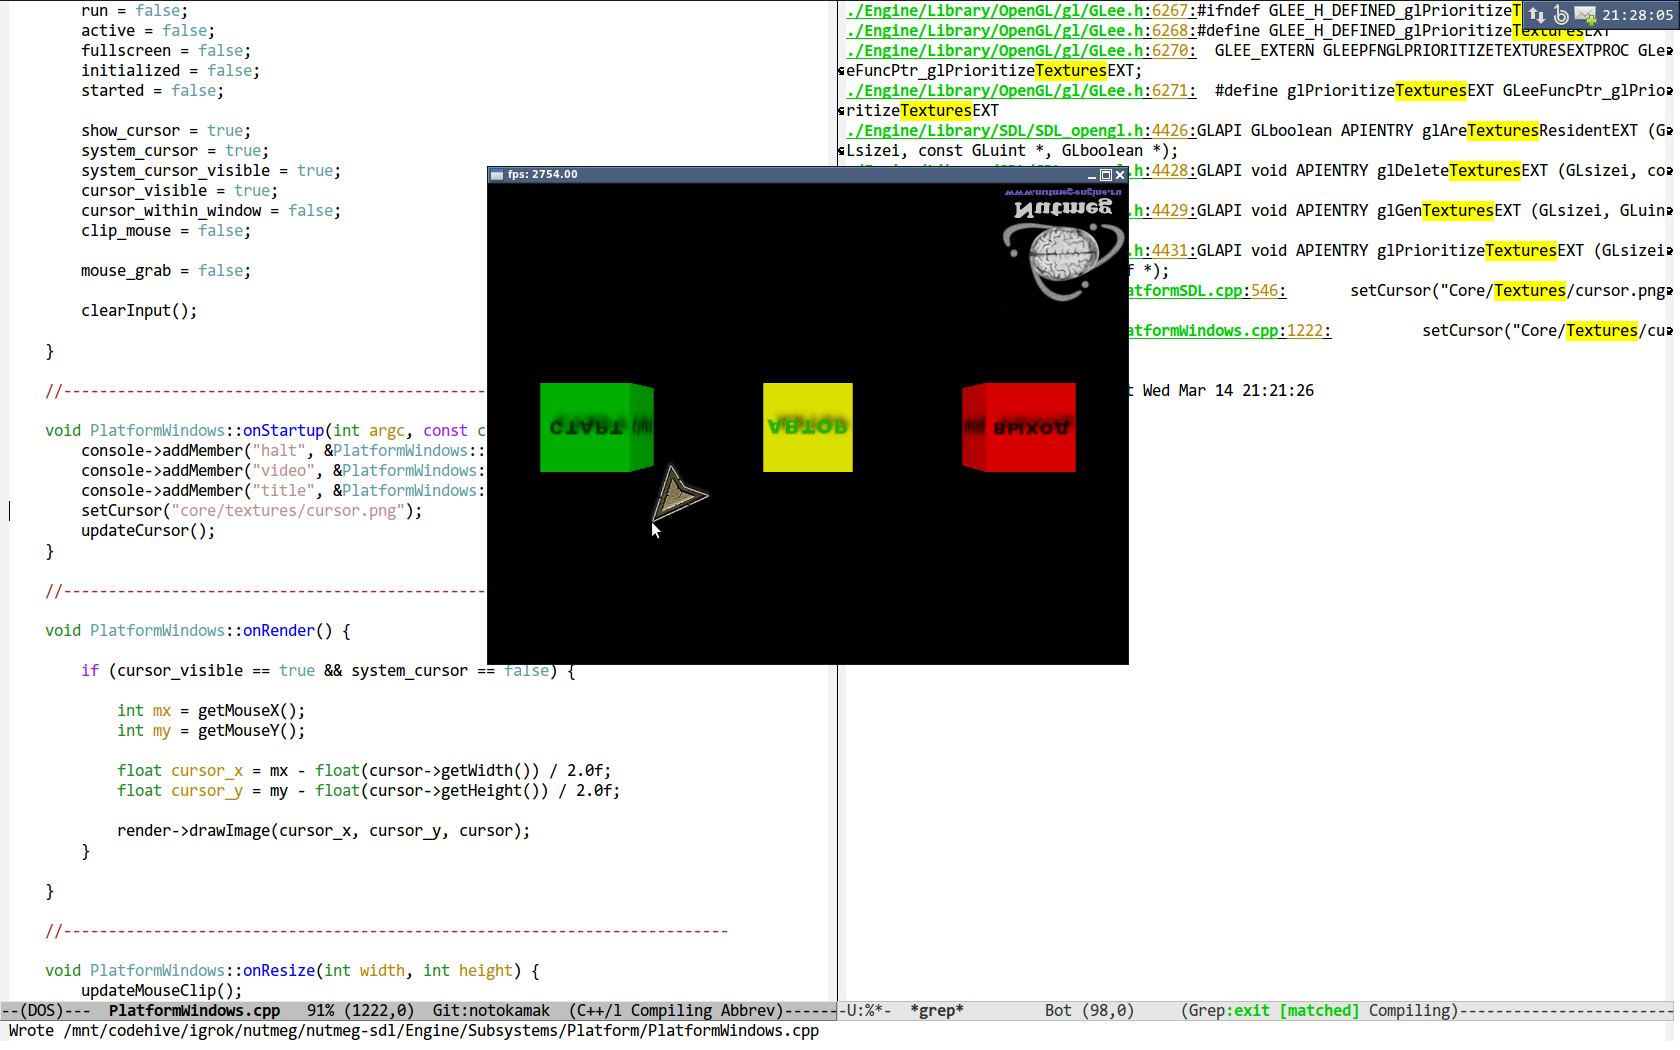 run = false;
active = false;
fullscreen = false;
initialized = false;
started = false;
show_cursor = true;
system_cursor = true;
system_cursor_visible = true;
cursor_visible = true;
cursor_within_window = false;
clip_mouse = false;
mouse_grab = false;
clearInput();
}
//-----------------------------------------------
void PlatformWindows::onStartup(int argc, const c
console->addMember("halt", &PlatformWindows::
console->addMember("video", &PlatformWindows:
console->addMember("title", &PlatformWindows:
setCursor("core/textures/cursor.png");
updateCursor();
}
//-----------------------------------------------
void PlatformWindows::onRender() {
if (cursor_visible == true && system_cursor == false) {
int mx = getMouseX();
int my = getMouseY();
float cursor_x = mx - float(cursor->getWidth()) / 2.0f;
float cursor_y = my - float(cursor->getHeight()) / 2.0f;
render->drawImage(cursor_x, cursor_y, cursor);
}
}
//--------------------------------------------------------------------------
void PlatformWindows::onResize(int width, int height) {
updateMouseClip();
--(DOS)--- PlatformWindows.cpp 91% (1222,0) Git:notokamak (C++/l Compiling Abbrev)------
Wrote /mnt/codehive/igrok/nutmeg/nutmeg-sdl/Engine/Subsystems/Platform/PlatformWindows.cpp
./Engine/Library/OpenGL/gl/GLee.h:6267:#ifndef GLEE_H_DEFINED_glPrioritizeT
./Engine/Library/OpenGL/gl/GLee.h:6268:#define GLEE_H_DEFINED_glPrioritizeTexturesEXT
./Engine/Library/OpenGL/gl/GLee.h:6270: GLEE_EXTERN GLEEPFNGLPRIORITIZETEXTURESEXTPROC GLe
eFuncPtr_glPrioritizeTexturesEXT;
./Engine/Library/OpenGL/gl/GLee.h:6271: #define glPrioritizeTexturesEXT GLeeFuncPtr_glPrio
ritizeTexturesEXT
./Engine/Library/SDL/SDL_opengl.h:4426:GLAPI GLboolean APIENTRY glAreTexturesResidentEXT (G
Lsizei, const GLuint *, GLboolean *);
.h:4428:GLAPI void APIENTRY glDeleteTexturesEXT (GLsizei, co
.h:4429:GLAPI void APIENTRY glGenTexturesEXT (GLsizei, GLuin
.h:4431:GLAPI void APIENTRY glPrioritizeTexturesEXT (GLsizei
f *);
atformSDL.cpp:546: setCursor("Core/Textures/cursor.png
atformWindows.cpp:1222: setCursor("Core/Textures/cu
t Wed Mar 14 21:21:26
-U:%*- *grep* Bot (98,0) (Grep:exit [matched] Compiling)------------------------
21:28:05
fps: 2754.00
www.nutmeg-engine.ru
Nutmeg
СТАРТ
АВТОР
ВЫХОД